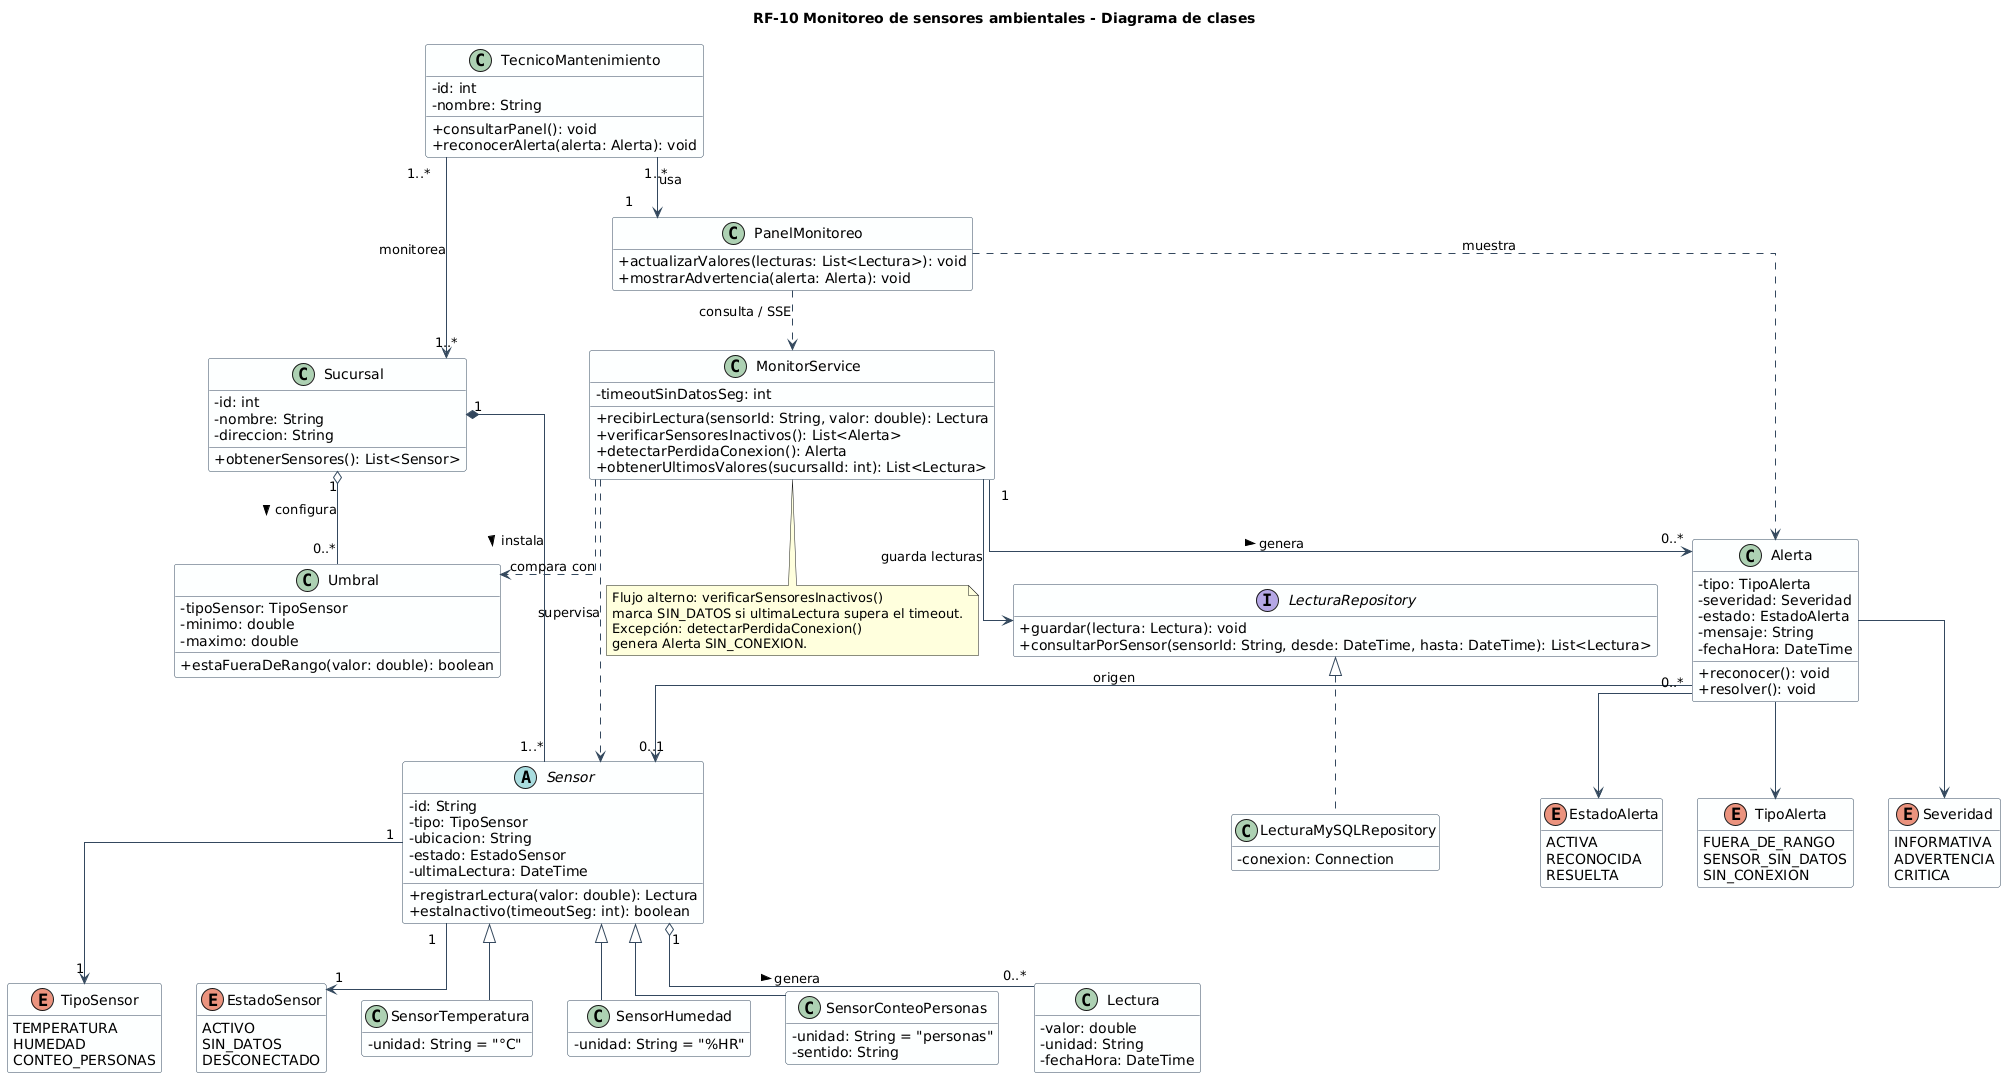 RF-10 Monitoreo de sensores ambientales - Diagrama de clases
C TecnicoMantenimiento
-id: int
-nombre: String
+consultarPanel(): void
+reconocerAlerta(alerta: Alerta): void
1..*
1..*
usa
1
monitorea
1..*
C PanelMonitoreo
+actualizarValores(lecturas: List<Lectura>): void
+mostrarAdvertencia(alerta: Alerta): void
muestra
consulta / SSE
C Sucursal
-id: int
-nombre: String
-direccion: String
+obtenerSensores(): List<Sensor>
1
1
configura
0..*
instala
1..*
C MonitorService
-timeoutSinDatosSeg: int
+recibirLectura(sensorId: String, valor: double): Lectura
+verificarSensoresInactivos(): List<Alerta>
+detectarPerdidaConexion(): Alerta
+obtenerUltimosValores(sucursalId: int): List<Lectura>
1
genera
0..*
guarda lecturas
compara con
supervisa
C Umbral
-tipoSensor: TipoSensor
-minimo: double
-maximo: double
+estaFueraDeRango(valor: double): boolean
Flujo alterno: verificarSensoresInactivos()
marca SIN_DATOS si ultimaLectura supera el timeout.
Excepción: detectarPerdidaConexion()
genera Alerta SIN_CONEXION.
I LecturaRepository
+guardar(lectura: Lectura): void
+consultarPorSensor(sensorId: String, desde: DateTime, hasta: DateTime): List<Lectura>
C Alerta
-tipo: TipoAlerta
-severidad: Severidad
-estado: EstadoAlerta
-mensaje: String
-fechaHora: DateTime
+reconocer(): void
+resolver(): void
origen
0..*
0..1
A Sensor
-id: String
-tipo: TipoSensor
-ubicacion: String
-estado: EstadoSensor
-ultimaLectura: DateTime
+registrarLectura(valor: double): Lectura
+estaInactivo(timeoutSeg: int): boolean
C LecturaMySQLRepository
-conexion: Connection
E EstadoAlerta
ACTIVA
RECONOCIDA
RESUELTA
E TipoAlerta
FUERA_DE_RANGO
SENSOR_SIN_DATOS
SIN_CONEXION
E Severidad
INFORMATIVA
ADVERTENCIA
CRITICA
1
1
1
1
1
genera
0..*
E TipoSensor
TEMPERATURA
HUMEDAD
CONTEO_PERSONAS
E EstadoSensor
ACTIVO
SIN_DATOS
DESCONECTADO
C SensorTemperatura
-unidad: String = "°C"
C SensorHumedad
-unidad: String = "%HR"
C SensorConteoPersonas
-unidad: String = "personas"
-sentido: String
C Lectura
-valor: double
-unidad: String
-fechaHora: DateTime